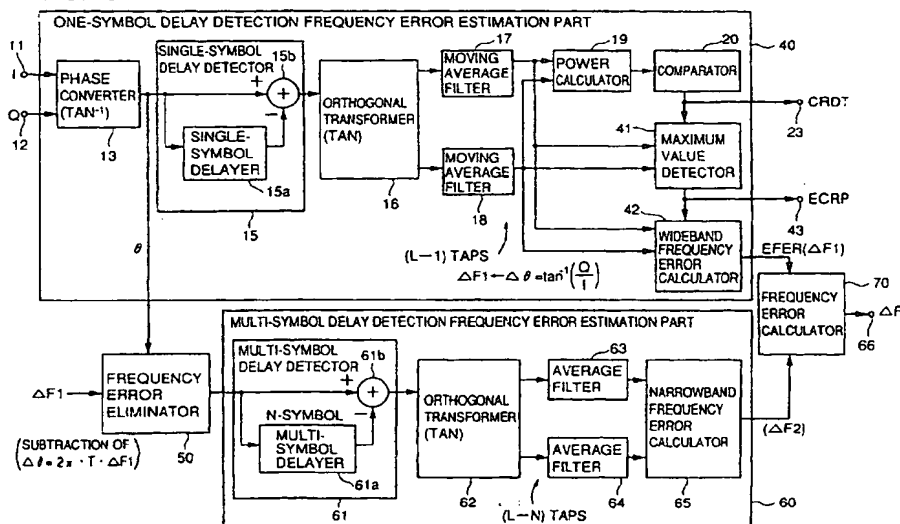 ONE-SYMBOL DELAY DETECTION FREQUENCY ERROR ESTIMATION PART
11
I
Q
12
PHASE
CONVERTER
(TAN⁻¹)
13
SINGLE-SYMBOL
DELAY DETECTOR
15b
+
+
−
SINGLE-SYMBOL
DELAYER
15a
15
ORTHOGONAL
TRANSFORMER
(TAN)
16
17
MOVING
AVERAGE
FILTER
MOVING
AVERAGE
FILTER
18
(L−1) TAPS
19
POWER
CALCULATOR
20
COMPARATOR
40
CRDT
23
41
MAXIMUM
VALUE
DETECTOR
ECRP
43
42
WIDEBAND
FREQUENCY
ERROR
CALCULATOR
EFER(ΔF1)
ΔF1←Δθ=tan⁻¹(Q/I)
θ
70
FREQUENCY
ERROR
CALCULATOR
ΔF
66
MULTI-SYMBOL DELAY DETECTION FREQUENCY ERROR ESTIMATION PART
ΔF1
FREQUENCY
ERROR
ELIMINATOR
50
(SUBTRACTION OF
Δθ=2π·T·ΔF1)
MULTI-SYMBOL
DELAY DETECTOR
61b
+
+
−
N-SYMBOL
MULTI-
SYMBOL
DELAYER
61a
61
ORTHOGONAL
TRANSFORMER
(TAN)
62
63
AVERAGE
FILTER
AVERAGE
FILTER
64
(L−N) TAPS
NARROWBAND
FREQUENCY
ERROR
CALCULATOR
65
(ΔF2)
60